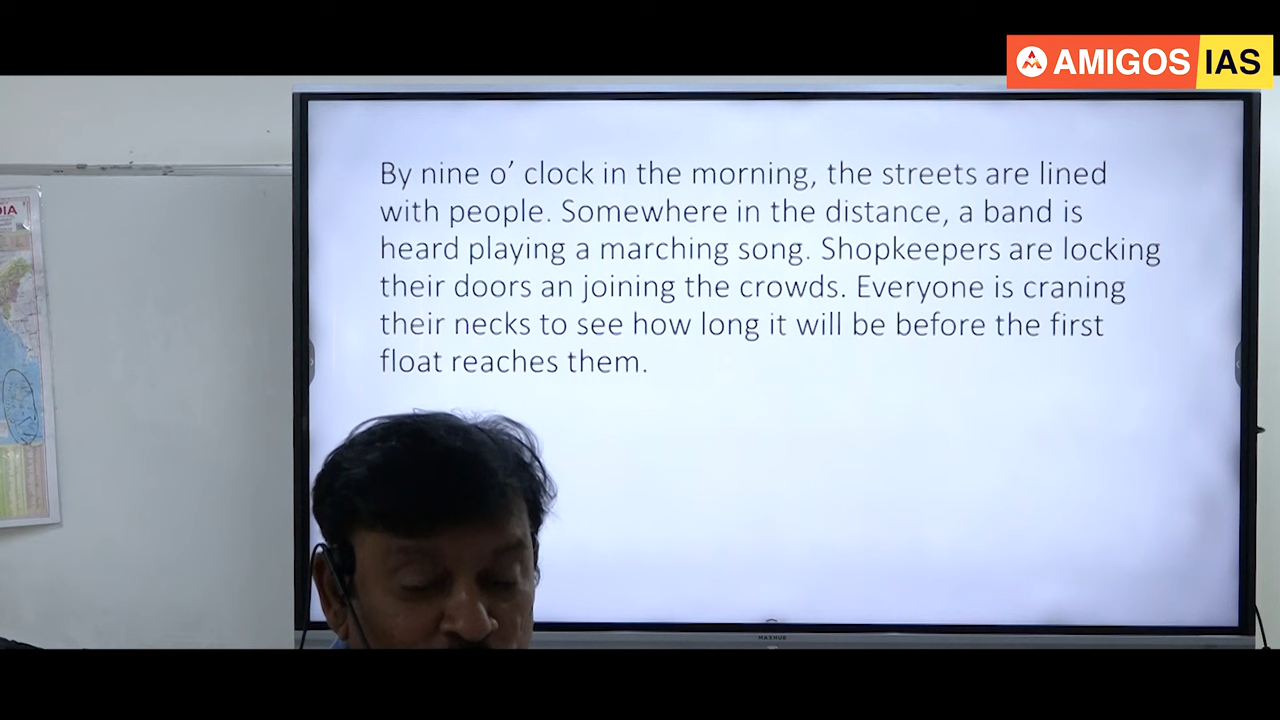 AMIGOS IAS
DIA
By nine o’ clock in the morning, the streets are lined
with people. Somewhere in the distance, a band is
heard playing a marching song. Shopkeepers are locking
their doors an joining the crowds. Everyone is craning
their necks to see how long it will be before the first
float reaches them.
MAXHUB